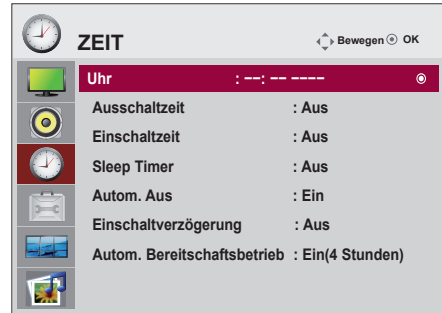 ZEIT Bewegen OK
Uhr : --: -- ----
Ausschaltzeit : Aus
Einschaltzeit : Aus
Sleep Timer : Aus
Autom. Aus : Ein
Einschaltverzögerung : Aus
Autom. Bereitschaftsbetrieb : Ein(4 Stunden)